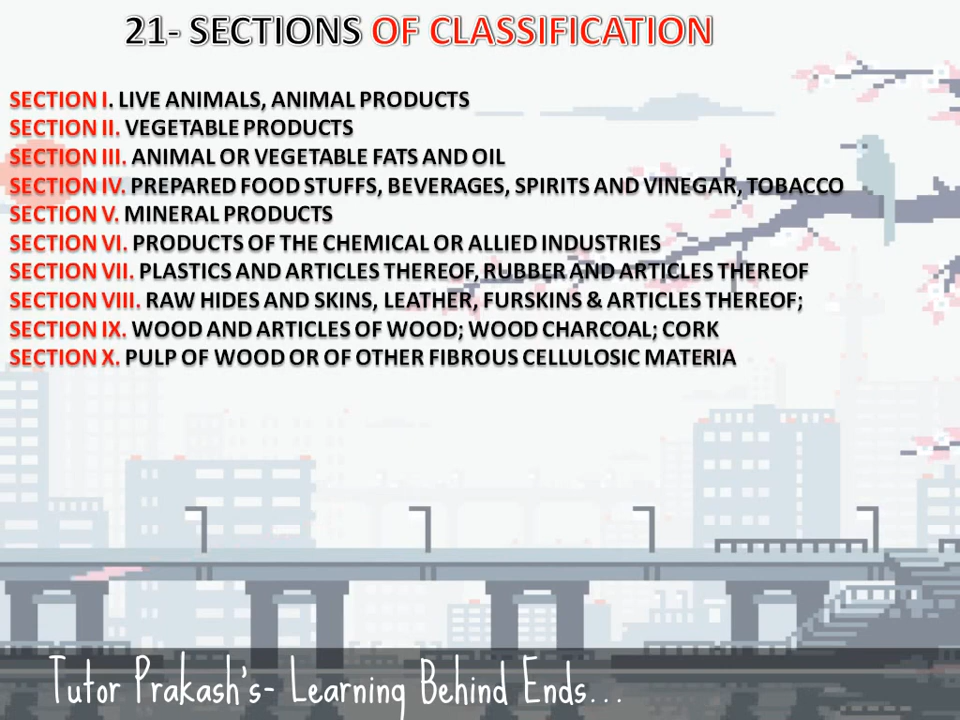 21- SECTIONS OF CLASSIFICATION
SECTION I. LIVE ANIMALS, ANIMAL PRODUCTS
SECTION II. VEGETABLE PRODUCTS
SECTION III. ANIMAL OR VEGETABLE FATS AND OIL
SECTION IV. PREPARED FOOD STUFFS, BEVERAGES, SPIRITS AND VINEGAR, TOBACCO
SECTION V. MINERAL PRODUCTS
SECTION VI. PRODUCTS OF THE CHEMICAL OR ALLIED INDUSTRIES
SECTION VII. PLASTICS AND ARTICLES THEREOF, RUBBER AND ARTICLES THEREOF
SECTION VIII. RAW HIDES AND SKINS, LEATHER, FURSKINS & ARTICLES THEREOF;
SECTION IX. WOOD AND ARTICLES OF WOOD; WOOD CHARCOAL; CORK
SECTION X. PULP OF WOOD OR OF OTHER FIBROUS CELLULOSIC MATERIA
Tutor Prakash's- Learning Behind Ends...